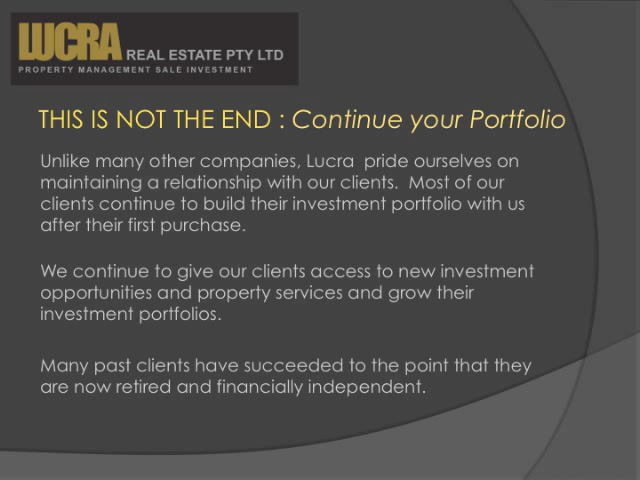 LUCRA REAL ESTATE PTY LTD
PROPERTY MANAGEMENT SALE INVESTMENT
THIS IS NOT THE END : Continue your Portfolio
Unlike many other companies, Lucra  pride ourselves on
maintaining a relationship with our clients.  Most of our
clients continue to build their investment portfolio with us
after their first purchase.
We continue to give our clients access to new investment
opportunities and property services and grow their
investment portfolios.
Many past clients have succeeded to the point that they
are now retired and financially independent.